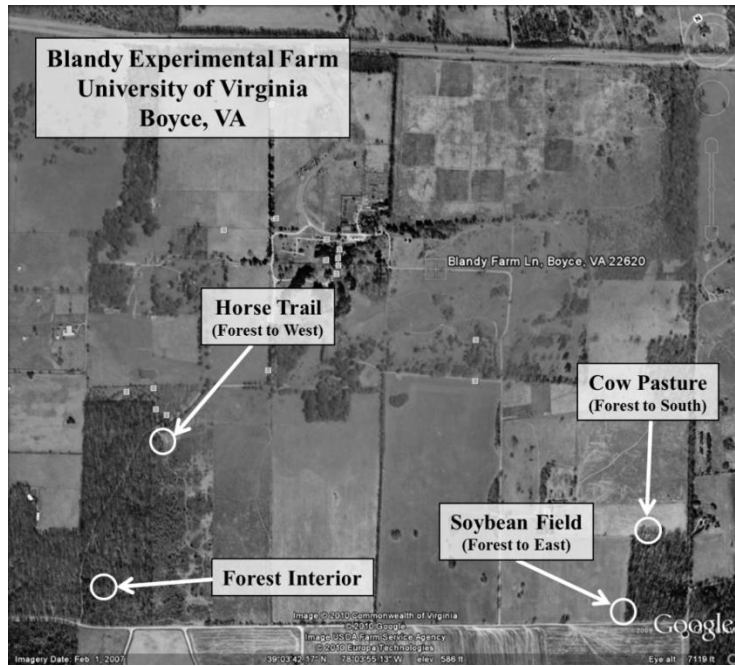 Blandy Experimental Farm
University of Virginia
Boyce, VA
Blandy Farm Ln, Boyce, VA 22620
Horse Trail
(Forest to West)
Cow Pasture
(Forest to South)
Soybean Field
(Forest to East)
Forest Interior
Image © 2010 Commonwealth of Virginia
© 2010 Google
Image USDA Farm Service Agency
© 2010 Europa Technologies
©2009 Google
Imagery Date: Feb 1, 2007
39°03'42.17" N 78°03'55.13" W elev 586 ft
Eye alt 7119 ft